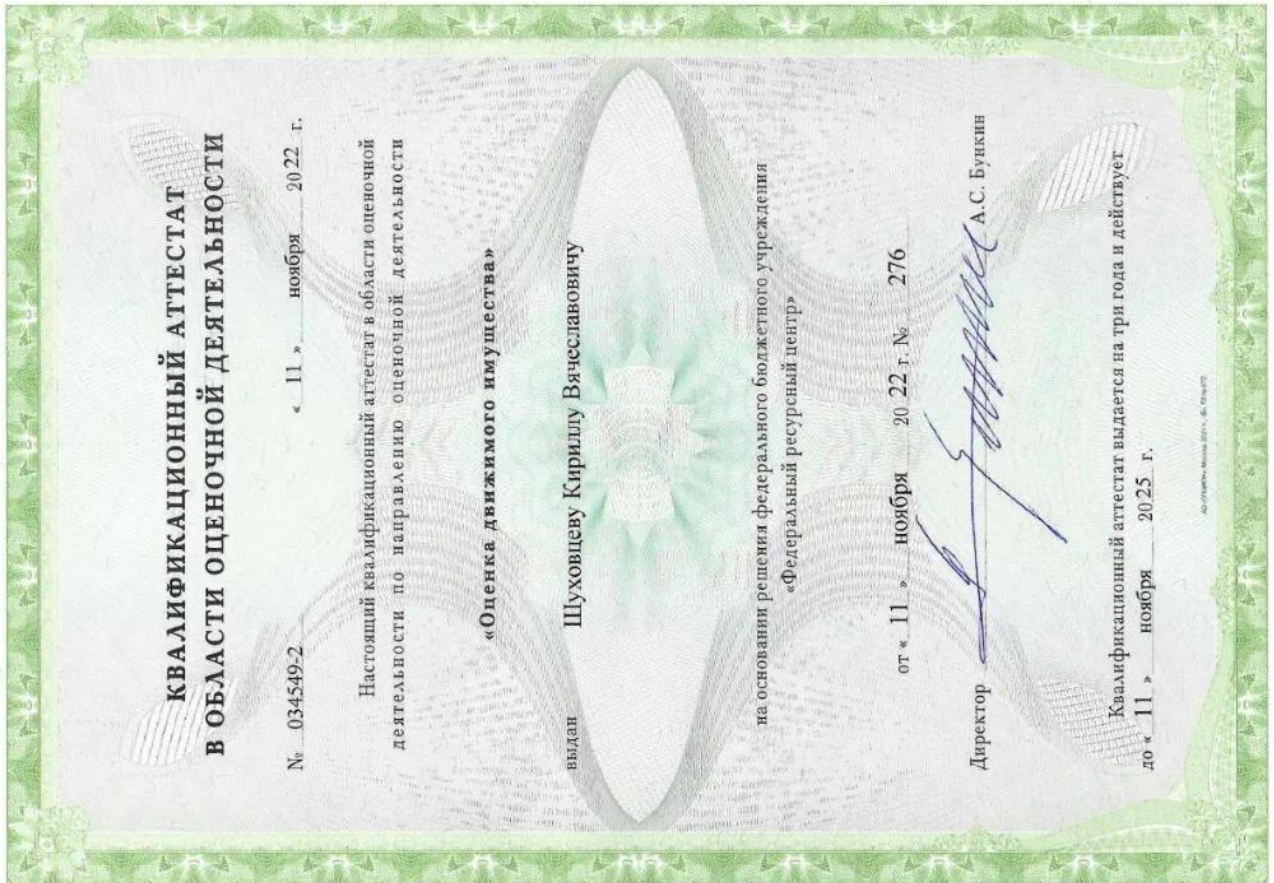 КВАЛИФИКАЦИОННЫЙ АТТЕСТАТ
В ОБЛАСТИ ОЦЕНОЧНОЙ ДЕЯТЕЛЬНОСТИ
№ 034549-2 « 11 » ноября 2022 г.
Настоящий квалификационный аттестат в области оценочной
деятельности по направлению оценочной деятельности
«Оценка движимого имущества»
выдан Шуховцеву Кириллу Вячеславовичу
на основании решения федерального бюджетного учреждения
«Федеральный ресурсный центр»
от « 11 » ноября 20 22 г. № 276
Директор А.С. Бункин
Квалификационный аттестат выдается на три года и действует
до « 11 » ноября 2025 г.